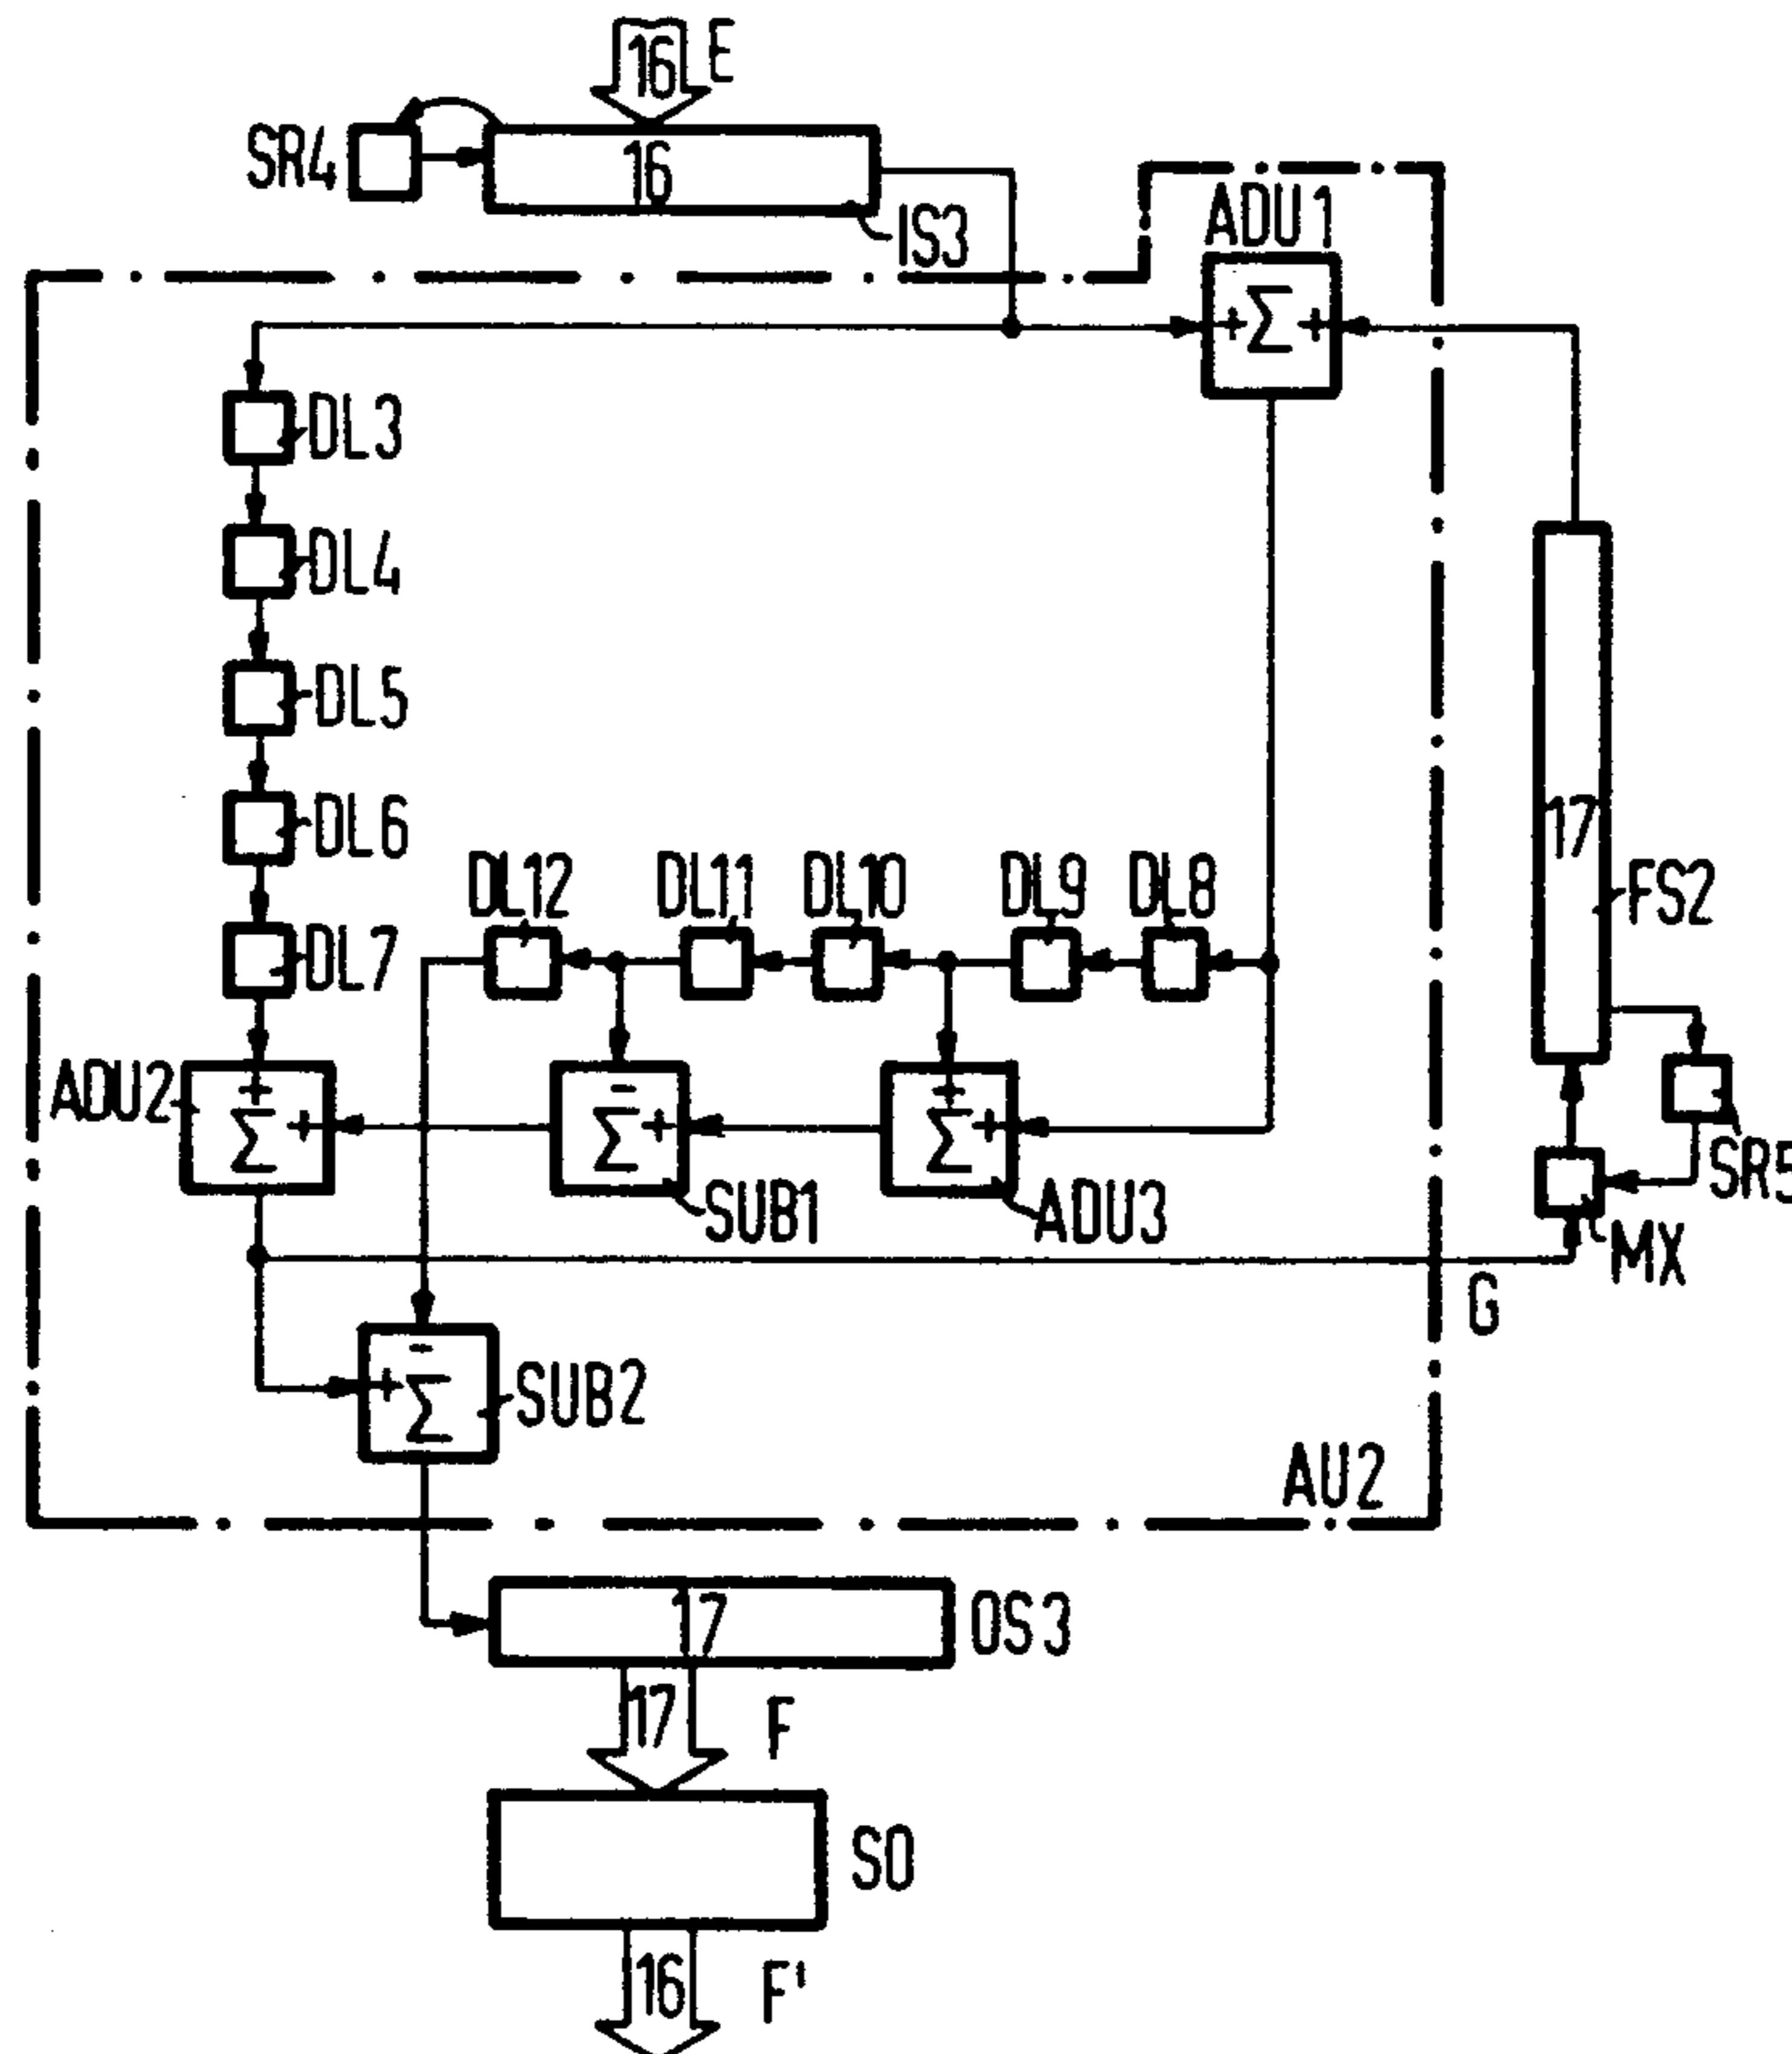 16 E
SR4
16
IS3
ADU1
+ Σ +
DL3
DL4
DL5
DL6
DL7
DL12 DL11 DL10 DL9 DL8
17
FS2
ADU2
+
Σ +
-
Σ +
+
Σ +
SUB1
ADU3
SR5
MX
G
-
+ Σ
SUB2
AU2
17
OS3
17 F
SO
16 F'